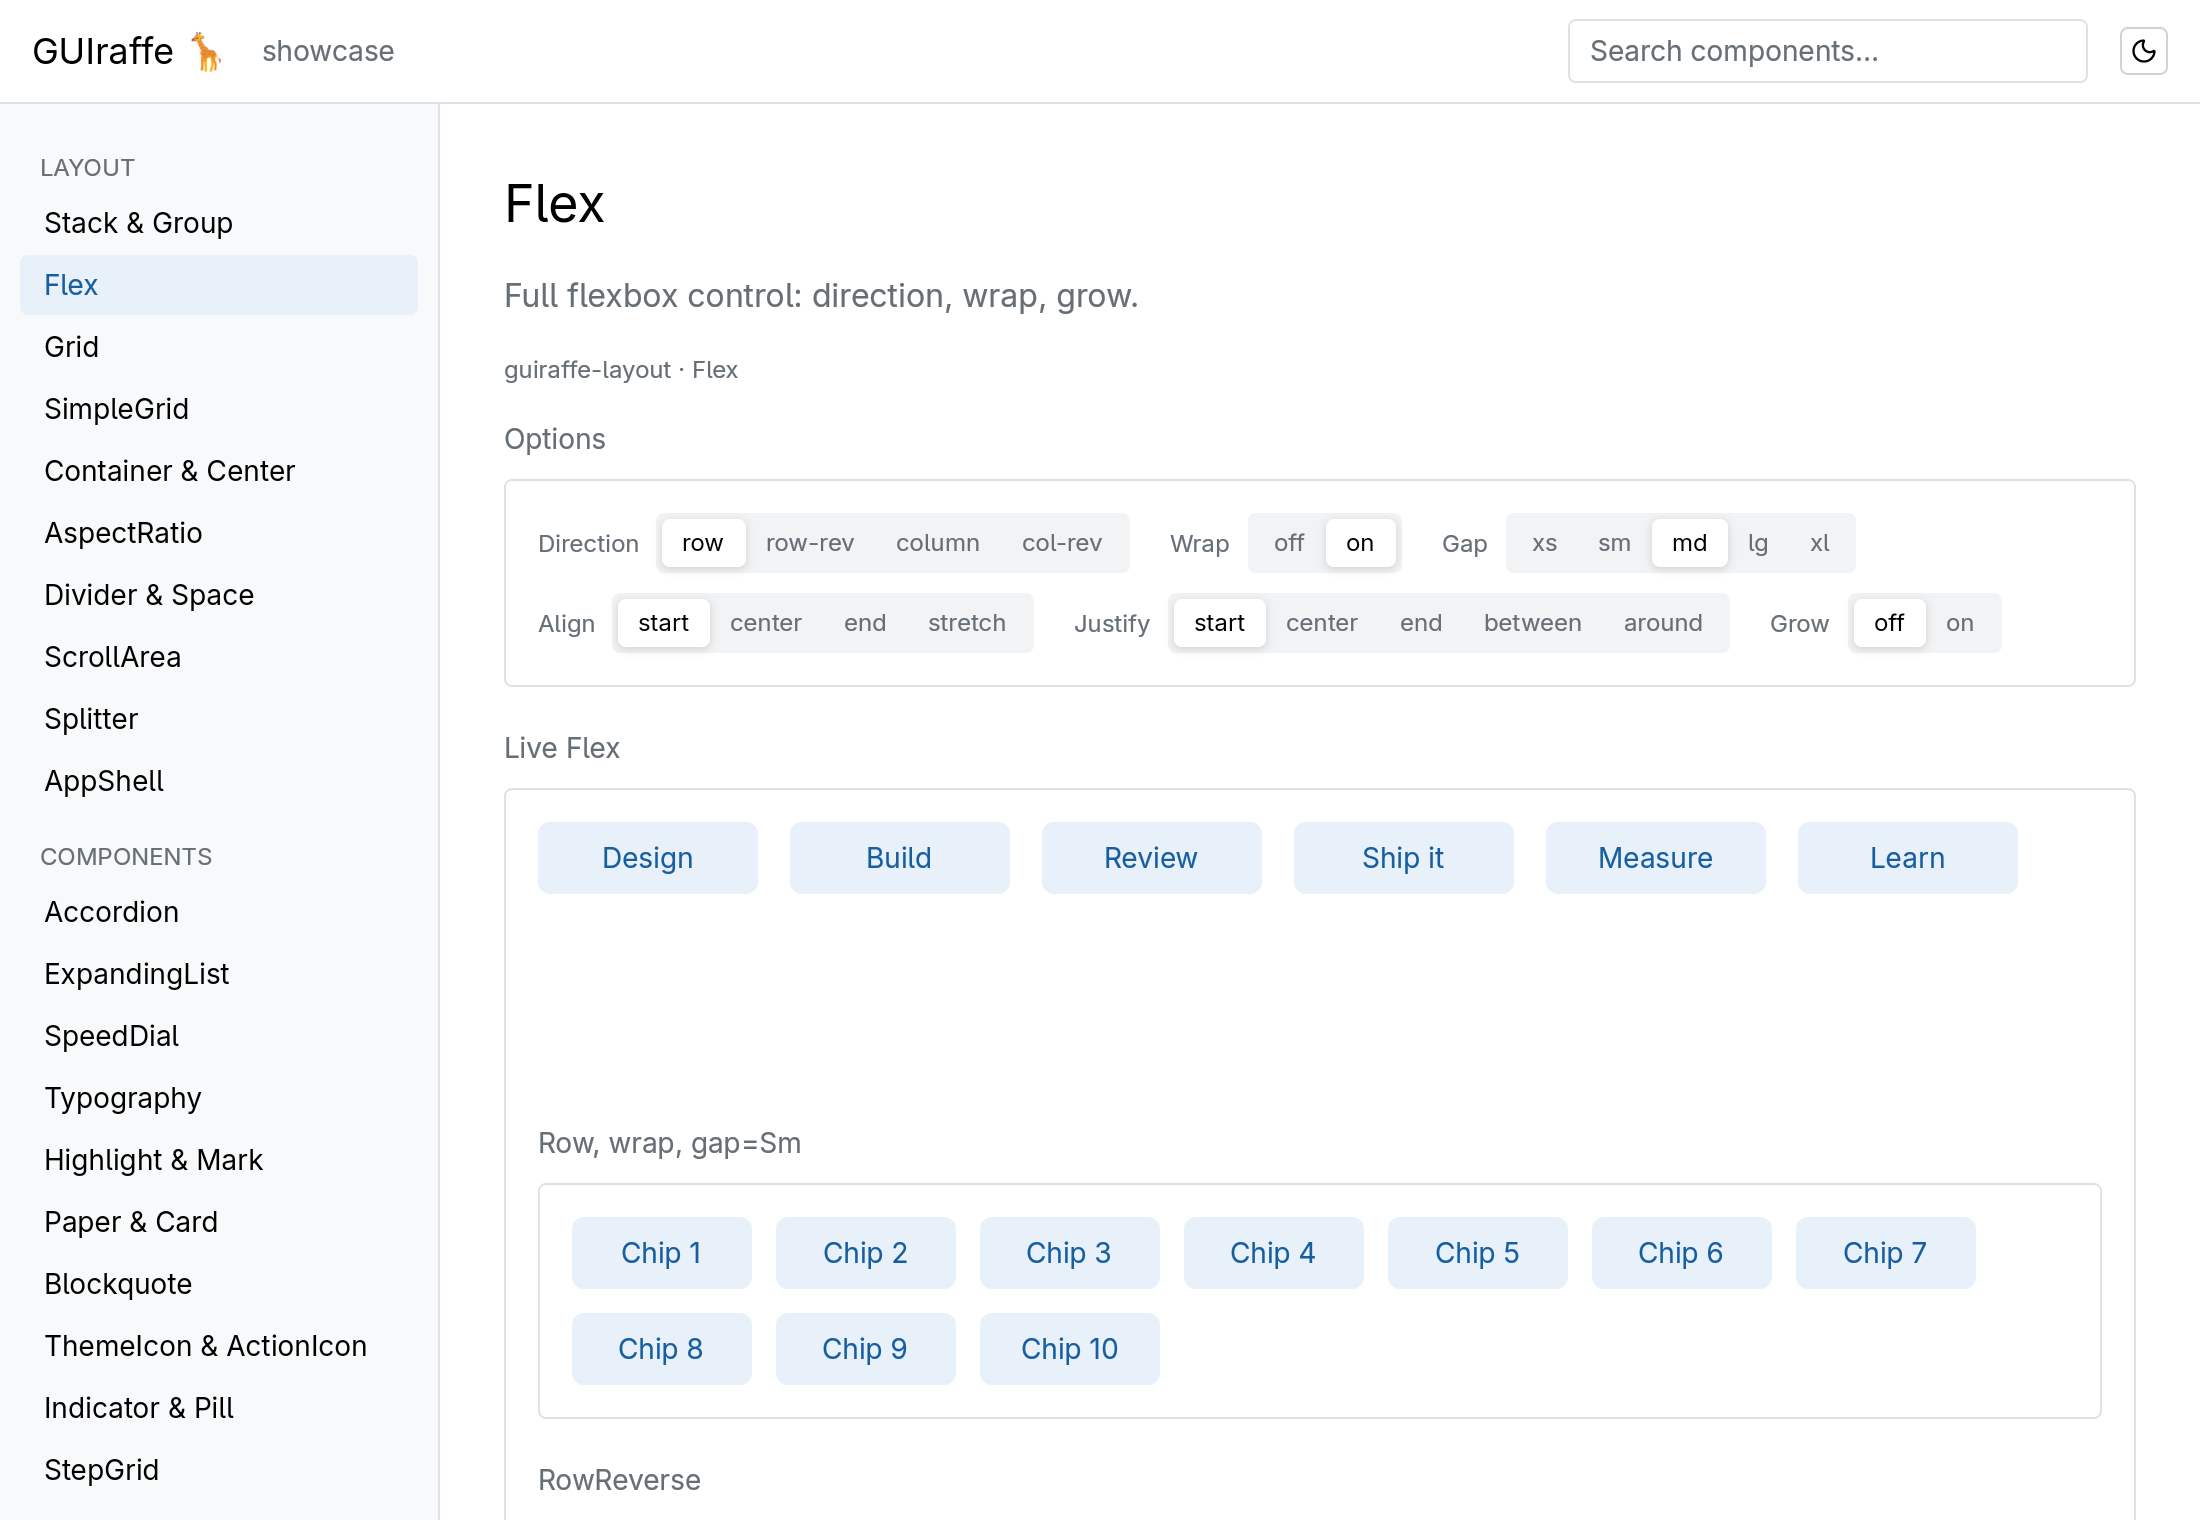 GUIraffe 🦒 showcase Search components...
LAYOUT
Stack & Group
Flex
Grid
SimpleGrid
Container & Center
AspectRatio
Divider & Space
ScrollArea
Splitter
AppShell
COMPONENTS
Accordion
ExpandingList
SpeedDial
Typography
Highlight & Mark
Paper & Card
Blockquote
ThemeIcon & ActionIcon
Indicator & Pill
StepGrid
Flex
Full flexbox control: direction, wrap, grow.
guiraffe-layout · Flex
Options
Direction row row-rev column col-rev Wrap off on Gap xs sm md lg xl
Align start center end stretch Justify start center end between around Grow off on
Live Flex
Design Build Review Ship it Measure Learn
Row, wrap, gap=Sm
Chip 1 Chip 2 Chip 3 Chip 4 Chip 5 Chip 6 Chip 7
Chip 8 Chip 9 Chip 10
RowReverse